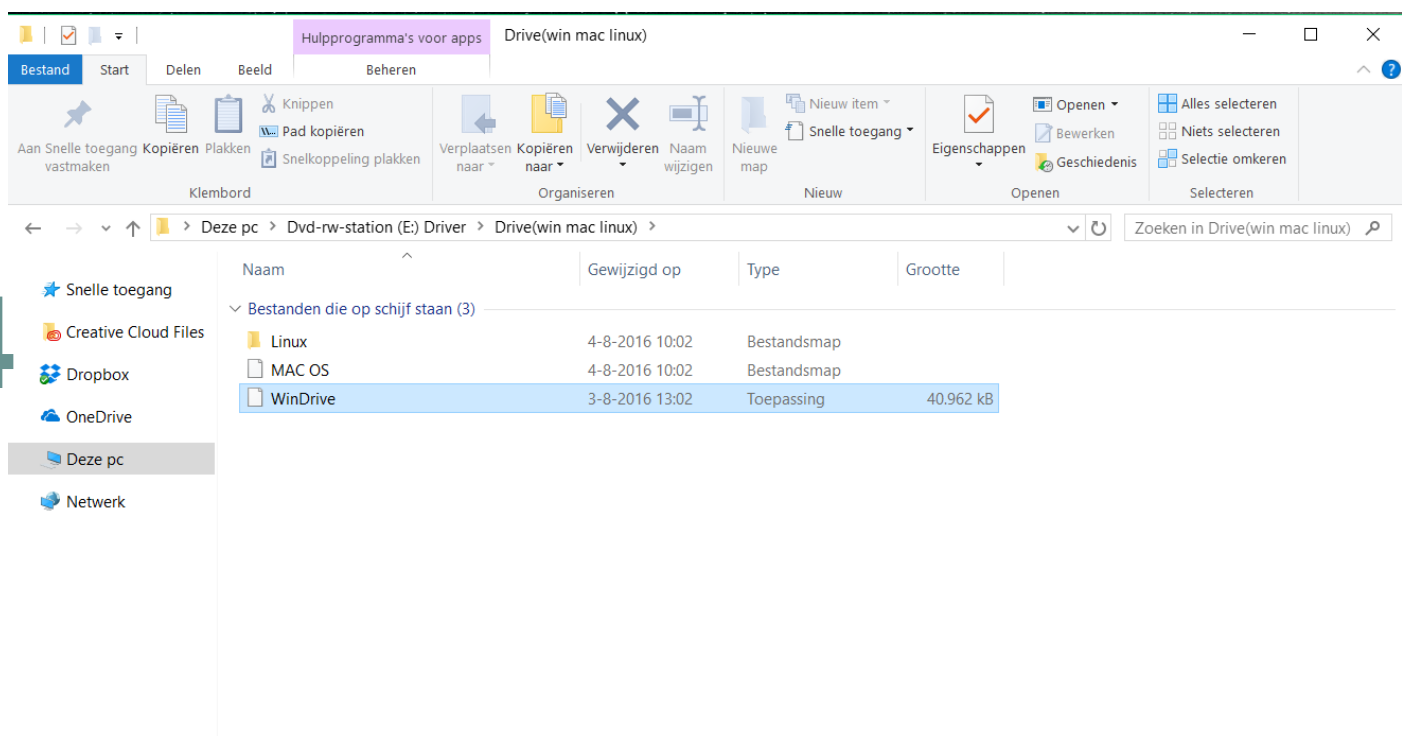 Hulpprogramma's voor apps Drive(win mac linux)
Bestand Start Delen Beeld Beheren
Aan Snelle toegang
vastmaken
Kopiëren
Plakken
Knippen
Pad kopiëren
Snelkoppeling plakken
Klembord
Verplaatsen
naar
Kopiëren
naar
Verwijderen
Naam
wijzigen
Organiseren
Nieuwe
map
Nieuw item
Snelle toegang
Nieuw
Eigenschappen
Openen
Bewerken
Geschiedenis
Openen
Alles selecteren
Niets selecteren
Selectie omkeren
Selecteren
Deze pc > Dvd-rw-station (E:) Driver > Drive(win mac linux) >
Zoeken in Drive(win mac linux)
Snelle toegang
Creative Cloud Files
Dropbox
OneDrive
Deze pc
Netwerk
Naam Gewijzigd op Type Grootte
Bestanden die op schijf staan (3)
Linux 4-8-2016 10:02 Bestandsmap
MAC OS 4-8-2016 10:02 Bestandsmap
WinDrive 3-8-2016 13:02 Toepassing 40.962 kB